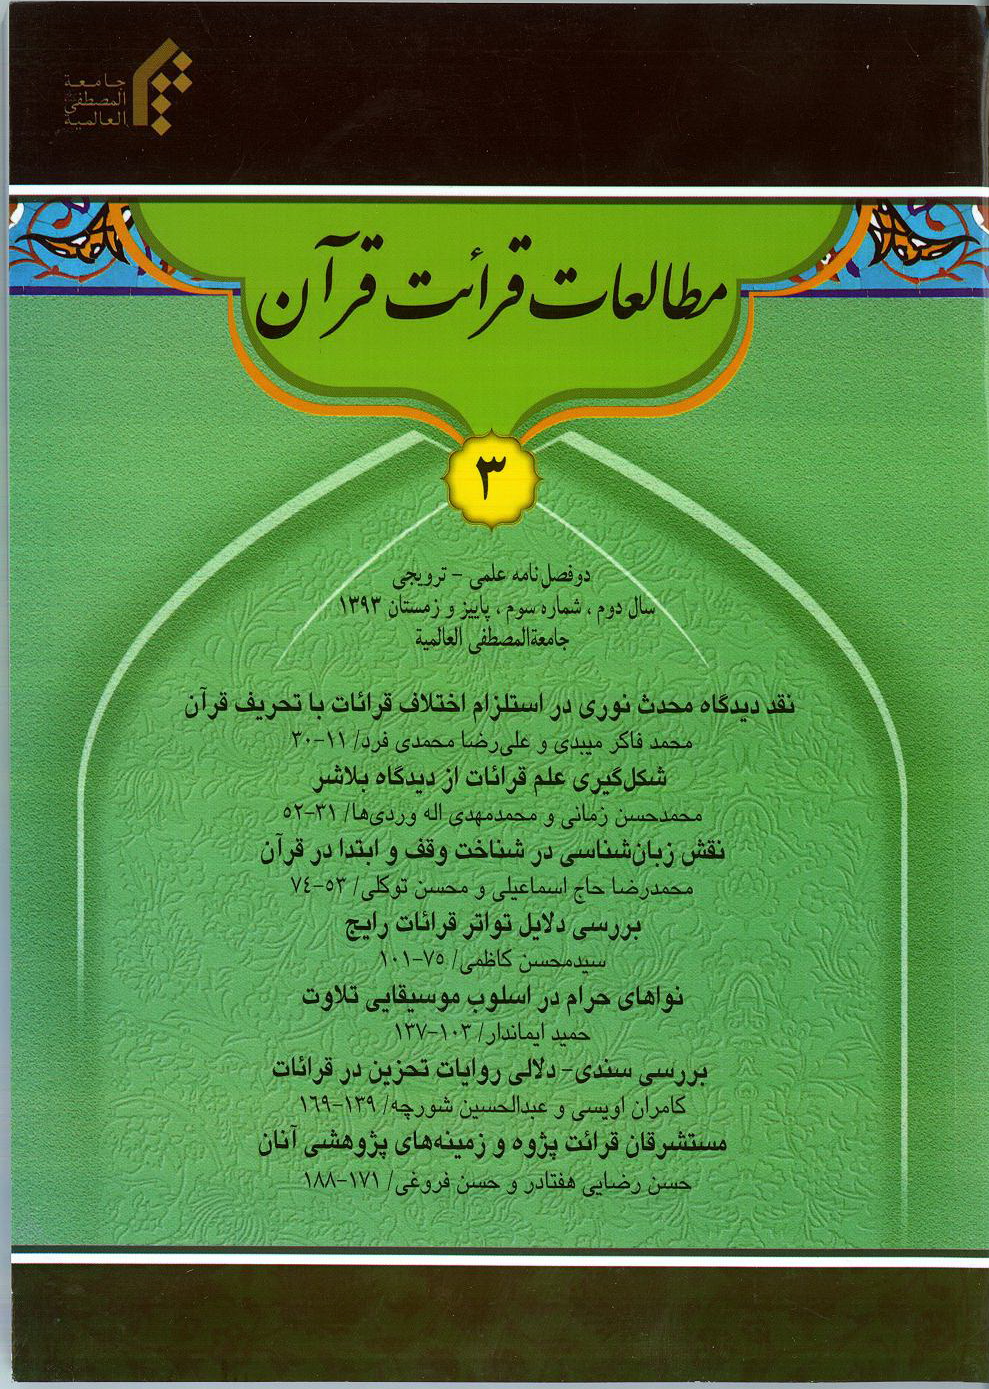 جامعة
المصطفی
العالمية
مطالعات قرائت قرآن
۳
دوفصل‌نامه علمی - ترویجی
سال دوم ، شماره سوم ، پاییز و زمستان ۱۳۹۳
جامعةالمصطفی العالمیة
نقد دیدگاه محدث نوری در استلزام اختلاف قرائات با تحریف قرآن
محمد فاکر میبدی و علی‌رضا محمدی فرد/ ۱۱-۳۰
شکل‌گیری علم قرائات از دیدگاه بلاشر
محمدحسن زمانی و محمدمهدی اله وردی‌ها/ ۳۱-۵۲
نقش زبان‌شناسی در شناخت وقف و ابتدا در قرآن
محمدرضا حاج اسماعیلی و محسن توکلی/ ۵۳-۷٤
بررسی دلایل تواتر قرائات رایج
سیدمحسن کاظمی/ ۷۵-۱۰۱
نواهای حرام در اسلوب موسیقایی تلاوت
حمید ایماندار/ ۱۰۳-۱۳۷
بررسی سندی- دلالی روایات تحزین در قرائات
کامران اویسی و عبدالحسین شورچه/ ۱۳۹-۱۶۹
مستشرقان قرائت پژوه و زمینه‌های پژوهشی آنان
حسن رضایی هفتادر و حسن فروغی/ ۱۷۱-۱۸۸